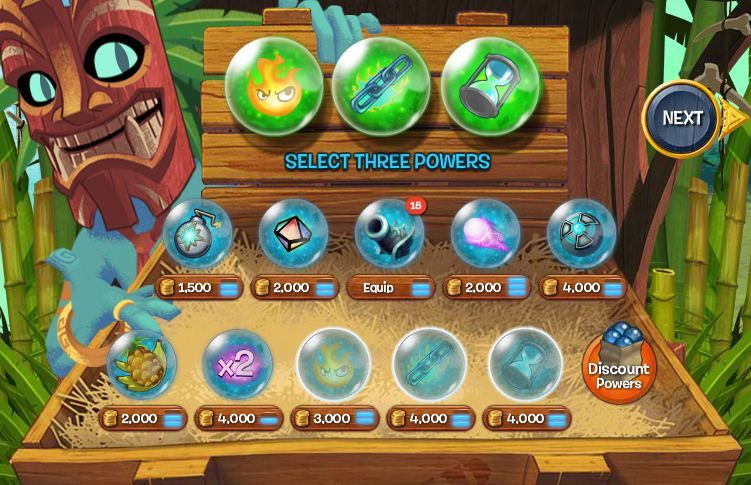 NEXT
SELECT THREE POWERS
15
1,500
2,000
Equip
2,000
4,000
x2
2,000
4,000
3,000
4,000
4,000
Discount
Powers